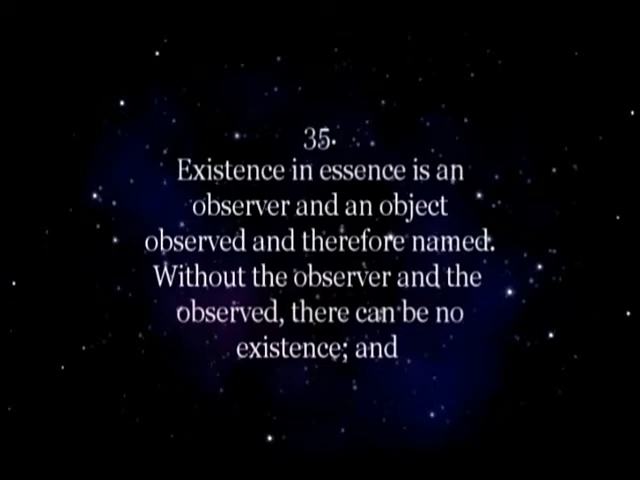 35.
Existence in essence is an
observer and an object
observed and therefore named.
Without the observer and the
observed, there can be no
existence; and